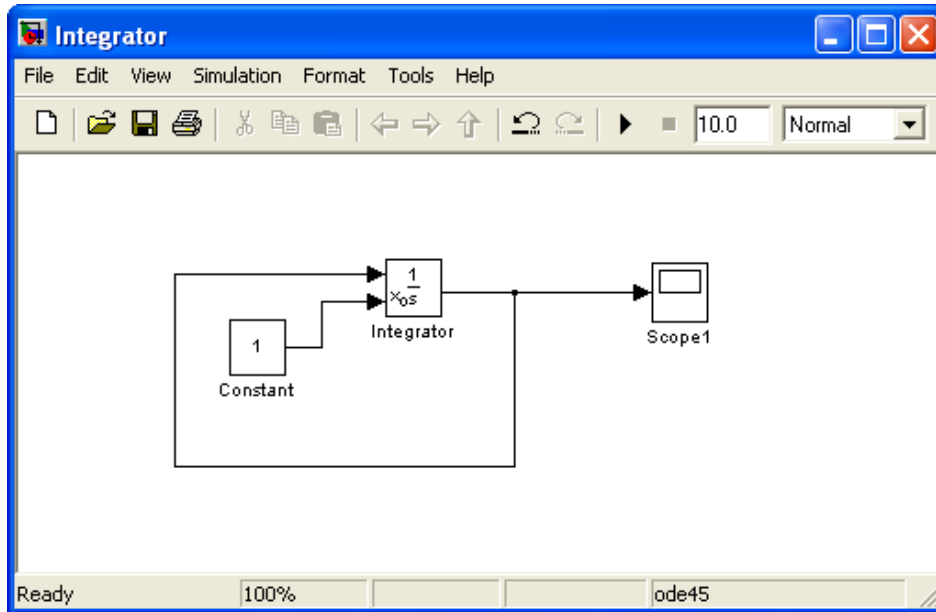 Integrator
File Edit View Simulation Format Tools Help
10.0 Normal
1
x₀ s
Integrator
1
Constant
Scope1
Ready 100% ode45